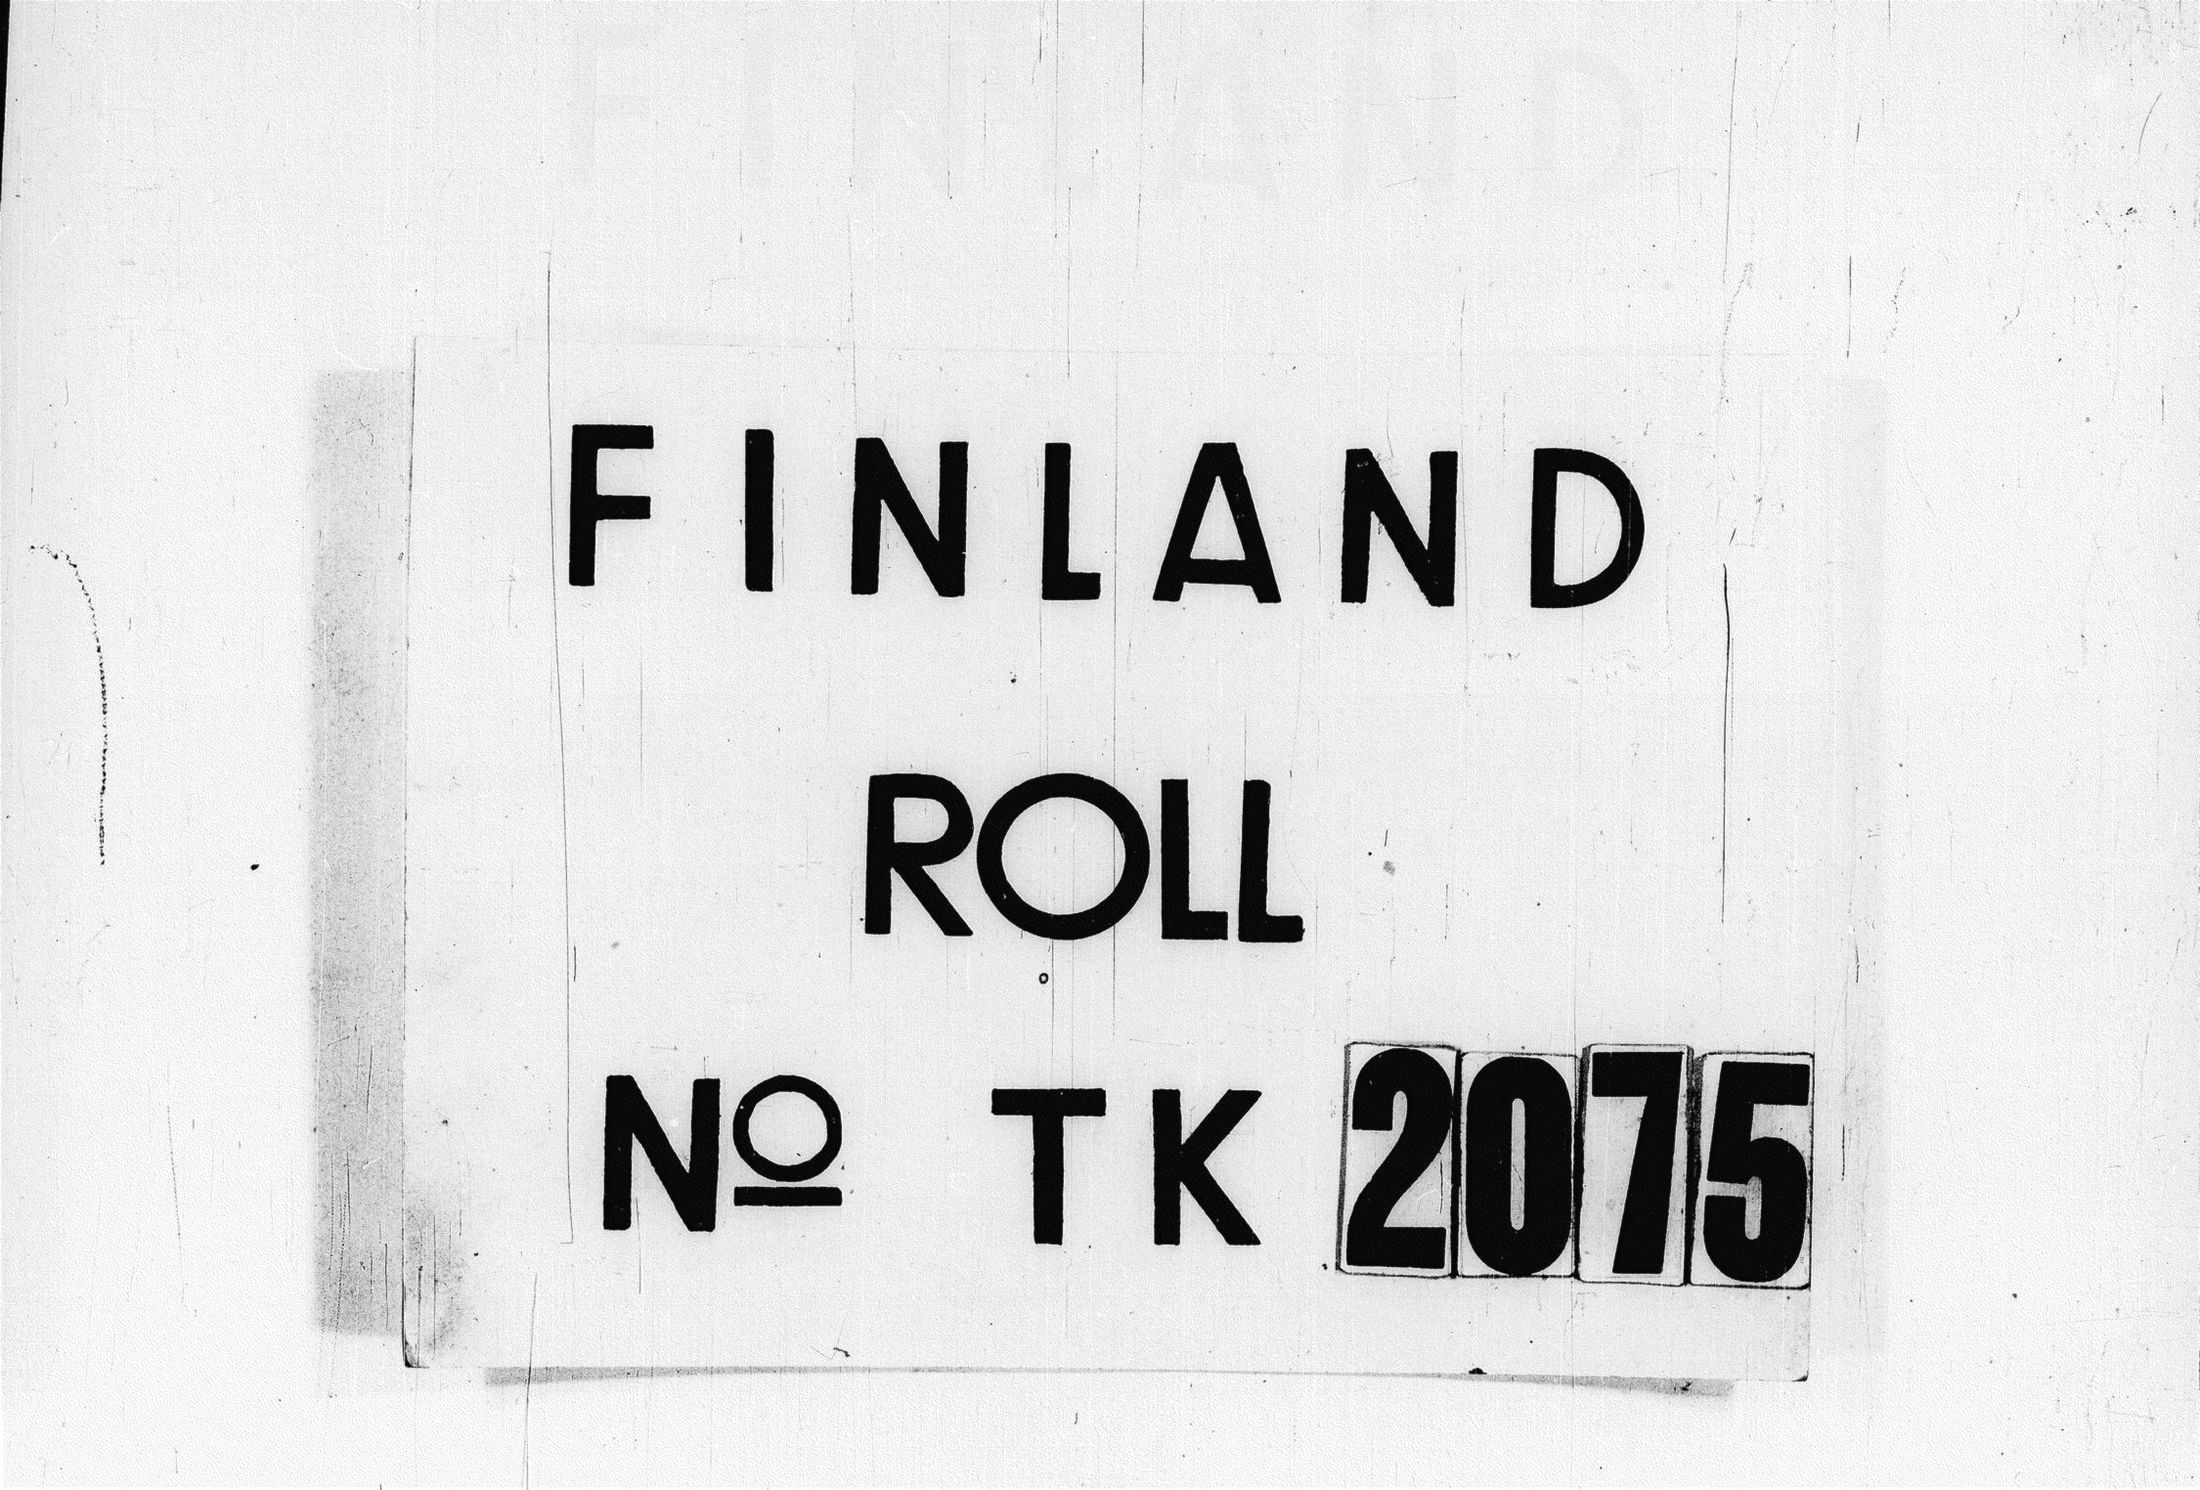 FINLAND
ROLL
Nº TK 2075